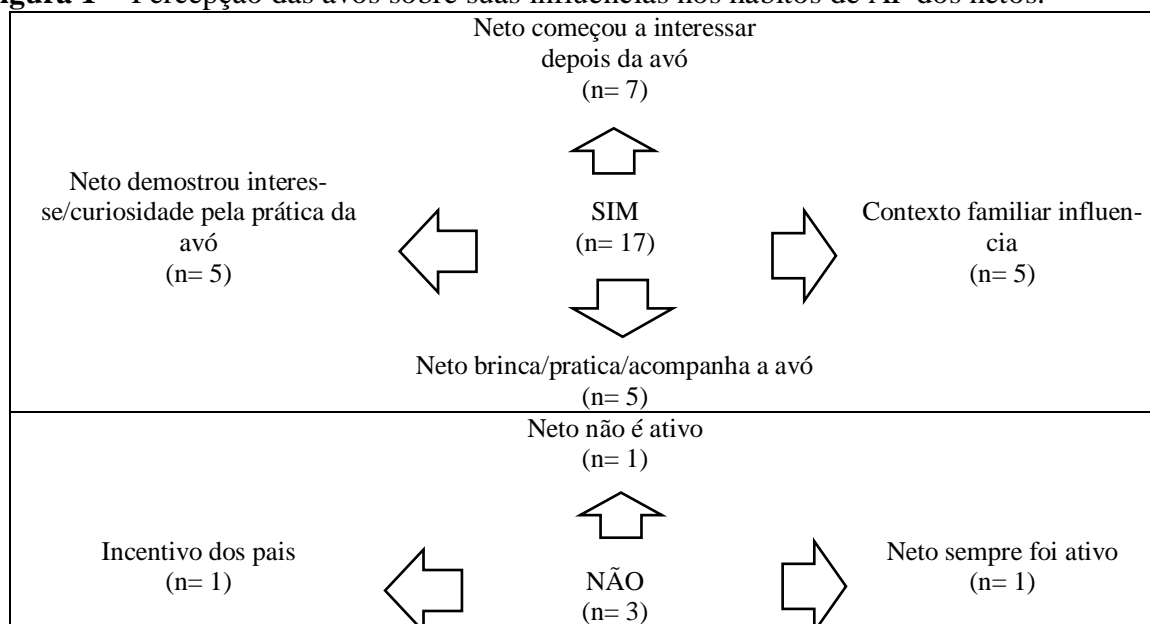 Percepção das avós sobre suas influências nos hábitos de AF dos netos.
Neto começou a interessar
depois da avó
(n= 7)
Neto demostrou interes-
se/curiosidade pela prática da
avó
(n= 5)
SIM
(n= 17)
Contexto familiar influen-
cia
(n= 5)
Neto brinca/pratica/acompanha a avó
(n= 5)
Neto não é ativo
(n= 1)
Incentivo dos pais
(n= 1)
NÃO
(n= 3)
Neto sempre foi ativo
(n= 1)